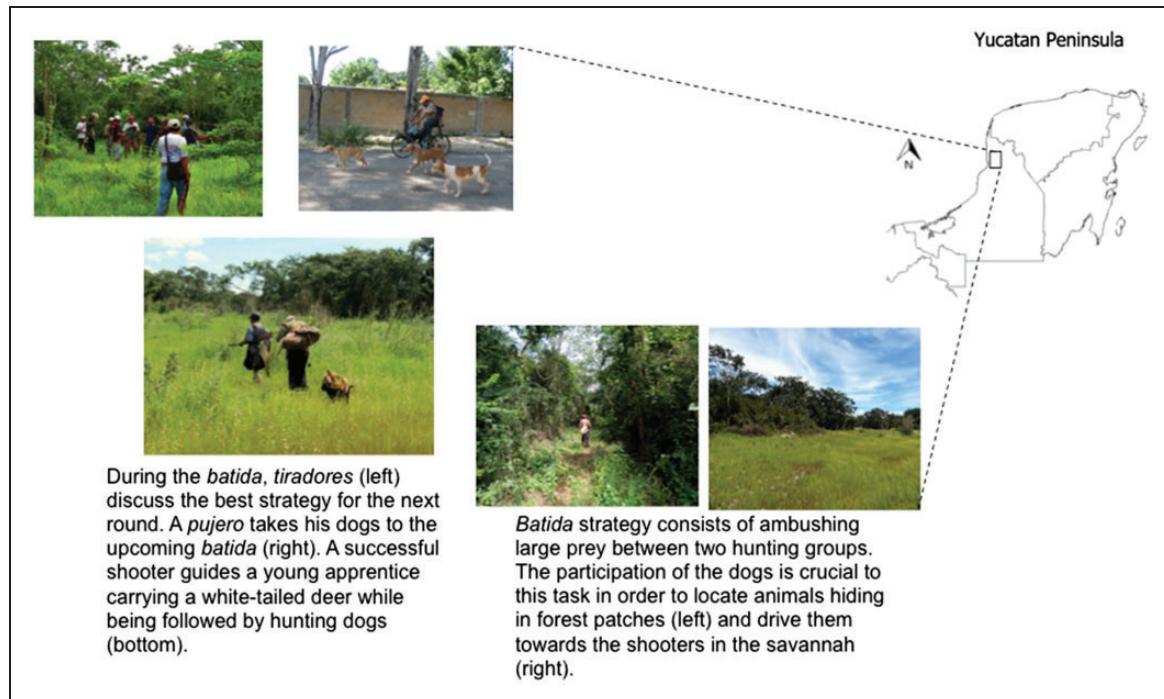 Yucatan Peninsula
N
During the batida, tiradores (left)
discuss the best strategy for the next
round. A pujero takes his dogs to the
upcoming batida (right). A successful
shooter guides a young apprentice
carrying a white-tailed deer while
being followed by hunting dogs
(bottom).
Batida strategy consists of ambushing
large prey between two hunting groups.
The participation of the dogs is crucial to
this task in order to locate animals hiding
in forest patches (left) and drive them
towards the shooters in the savannah
(right).